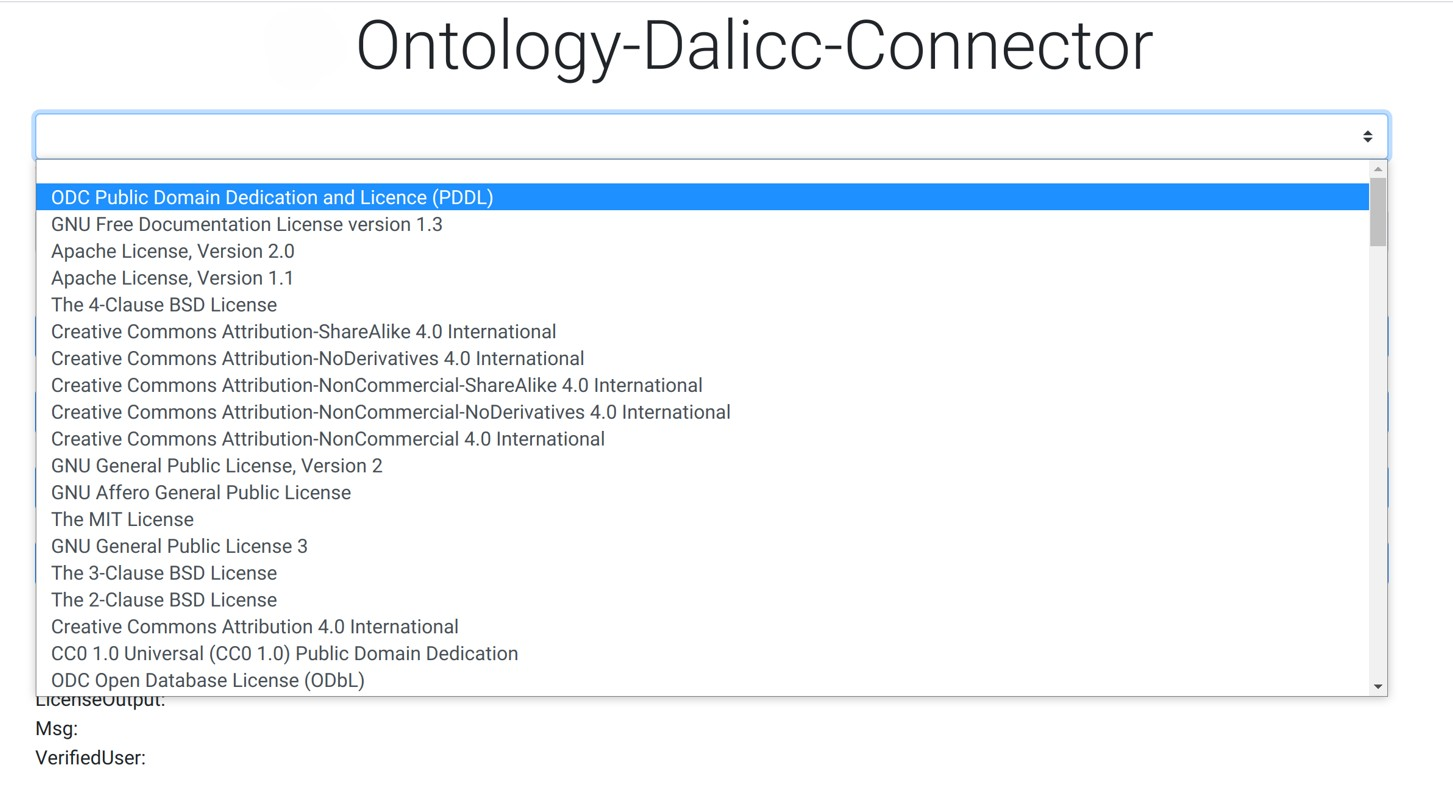 Ontology-Dalicc-Connector
ODC Public Domain Dedication and Licence (PDDL)
GNU Free Documentation License version 1.3
Apache License, Version 2.0
Apache License, Version 1.1
The 4-Clause BSD License
Creative Commons Attribution-ShareAlike 4.0 International
Creative Commons Attribution-NoDerivatives 4.0 International
Creative Commons Attribution-NonCommercial-ShareAlike 4.0 International
Creative Commons Attribution-NonCommercial-NoDerivatives 4.0 International
Creative Commons Attribution-NonCommercial 4.0 International
GNU General Public License, Version 2
GNU Affero General Public License
The MIT License
GNU General Public License 3
The 3-Clause BSD License
The 2-Clause BSD License
Creative Commons Attribution 4.0 International
CC0 1.0 Universal (CC0 1.0) Public Domain Dedication
ODC Open Database License (ODbL)
LicenseOutput:
Msg:
VerifiedUser: